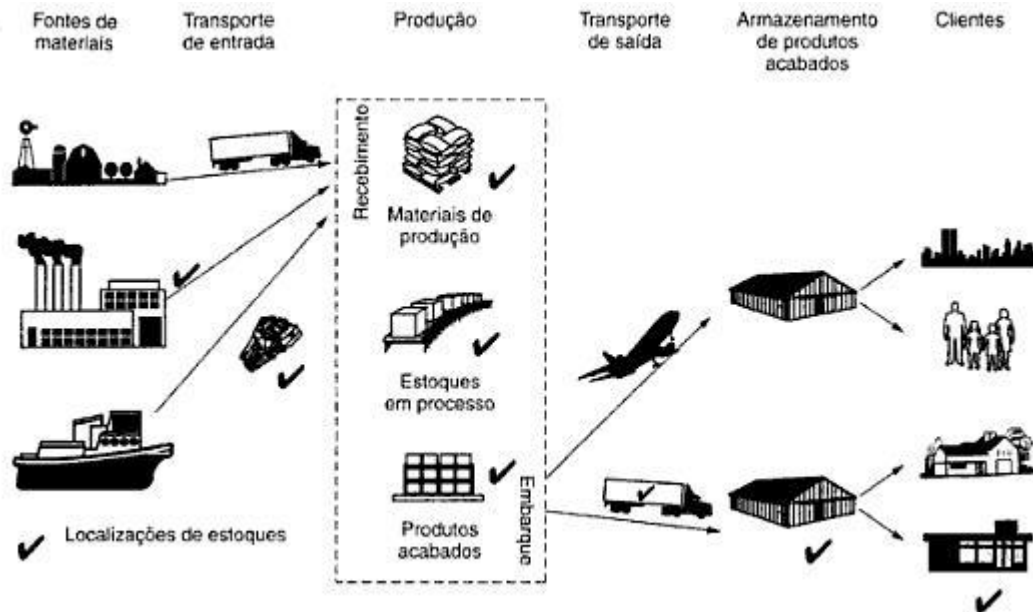 Fontes de
materiais
Transporte
de entrada
Produção
Transporte
de saída
Armazenamento
de produtos
acabados
Clientes
Recebimento
Materiais de
produção
Estoques
em processo
Produtos
acabados
Embarque
Localizações de estoques